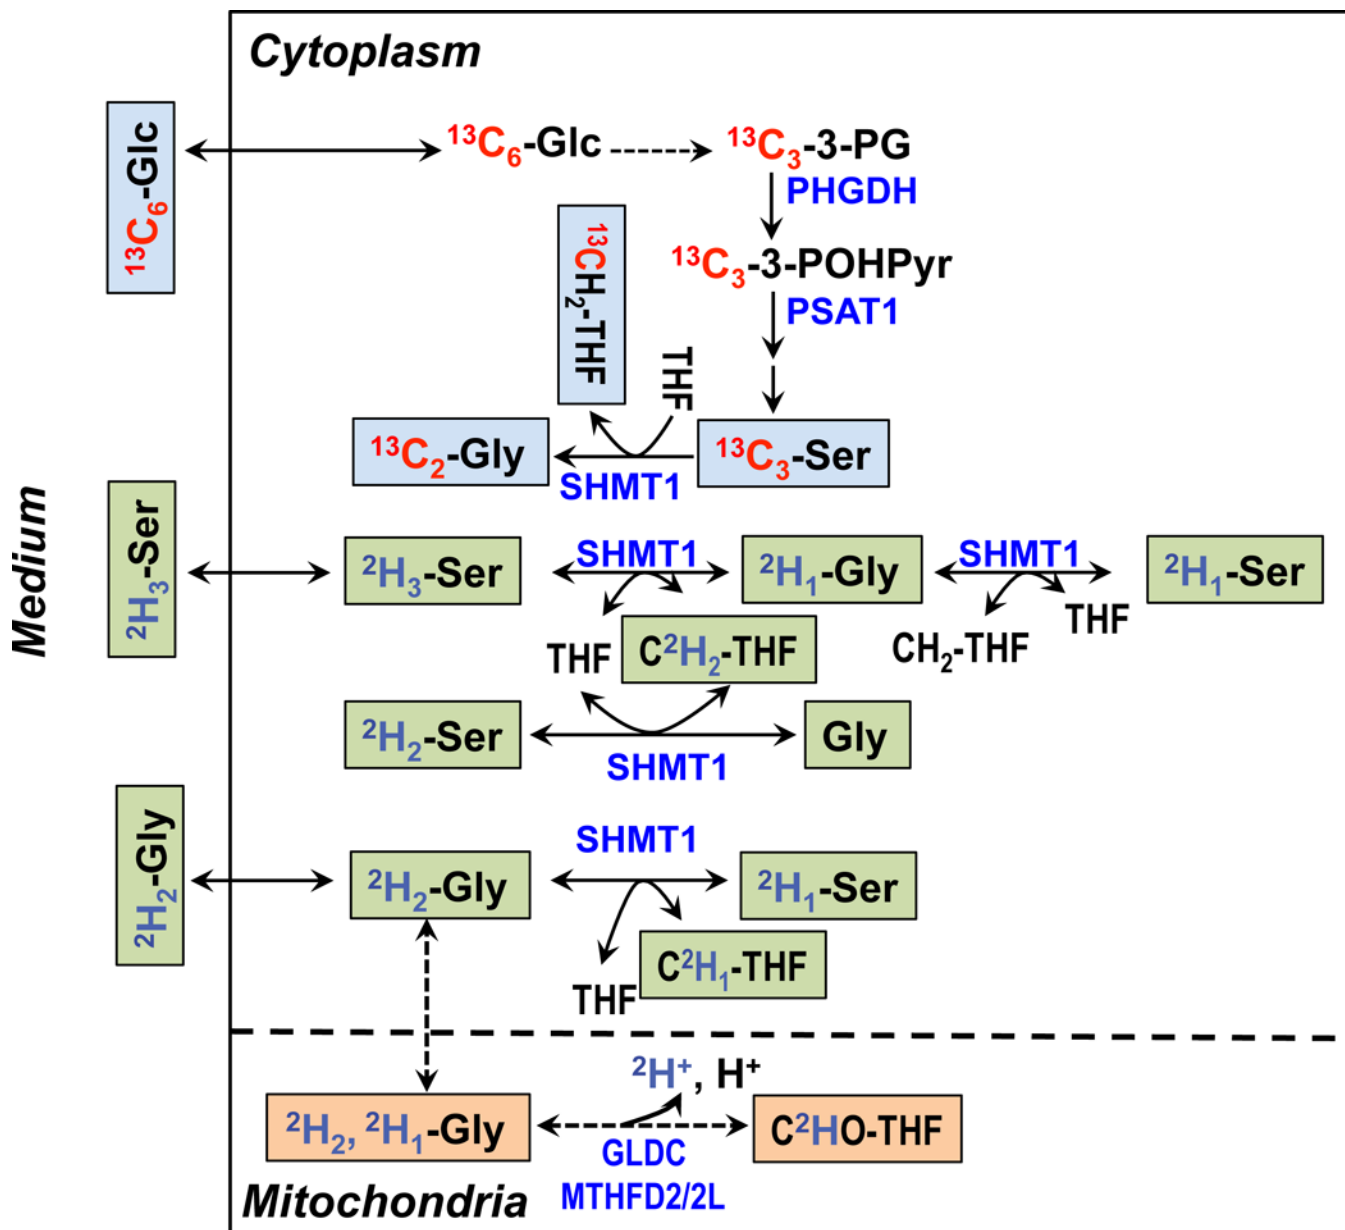 Cytoplasm
Medium
¹³C₆-Glc
¹³C₆-Glc
¹³C₃-3-PG
PHGDH
¹³C₃-3-POHPyr
PSAT1
¹³CH₂-THF
THF
¹³C₂-Gly
SHMT1
¹³C₃-Ser
²H₃-Ser
²H₃-Ser
SHMT1
²H₁-Gly
SHMT1
²H₁-Ser
THF
C²H₂-THF
CH₂-THF
THF
²H₂-Ser
SHMT1
Gly
²H₂-Gly
²H₂-Gly
SHMT1
²H₁-Ser
THF
C²H₁-THF
²H⁺, H⁺
²H₂, ²H₁-Gly
C²HO-THF
GLDC
MTHFD2/2L
Mitochondria